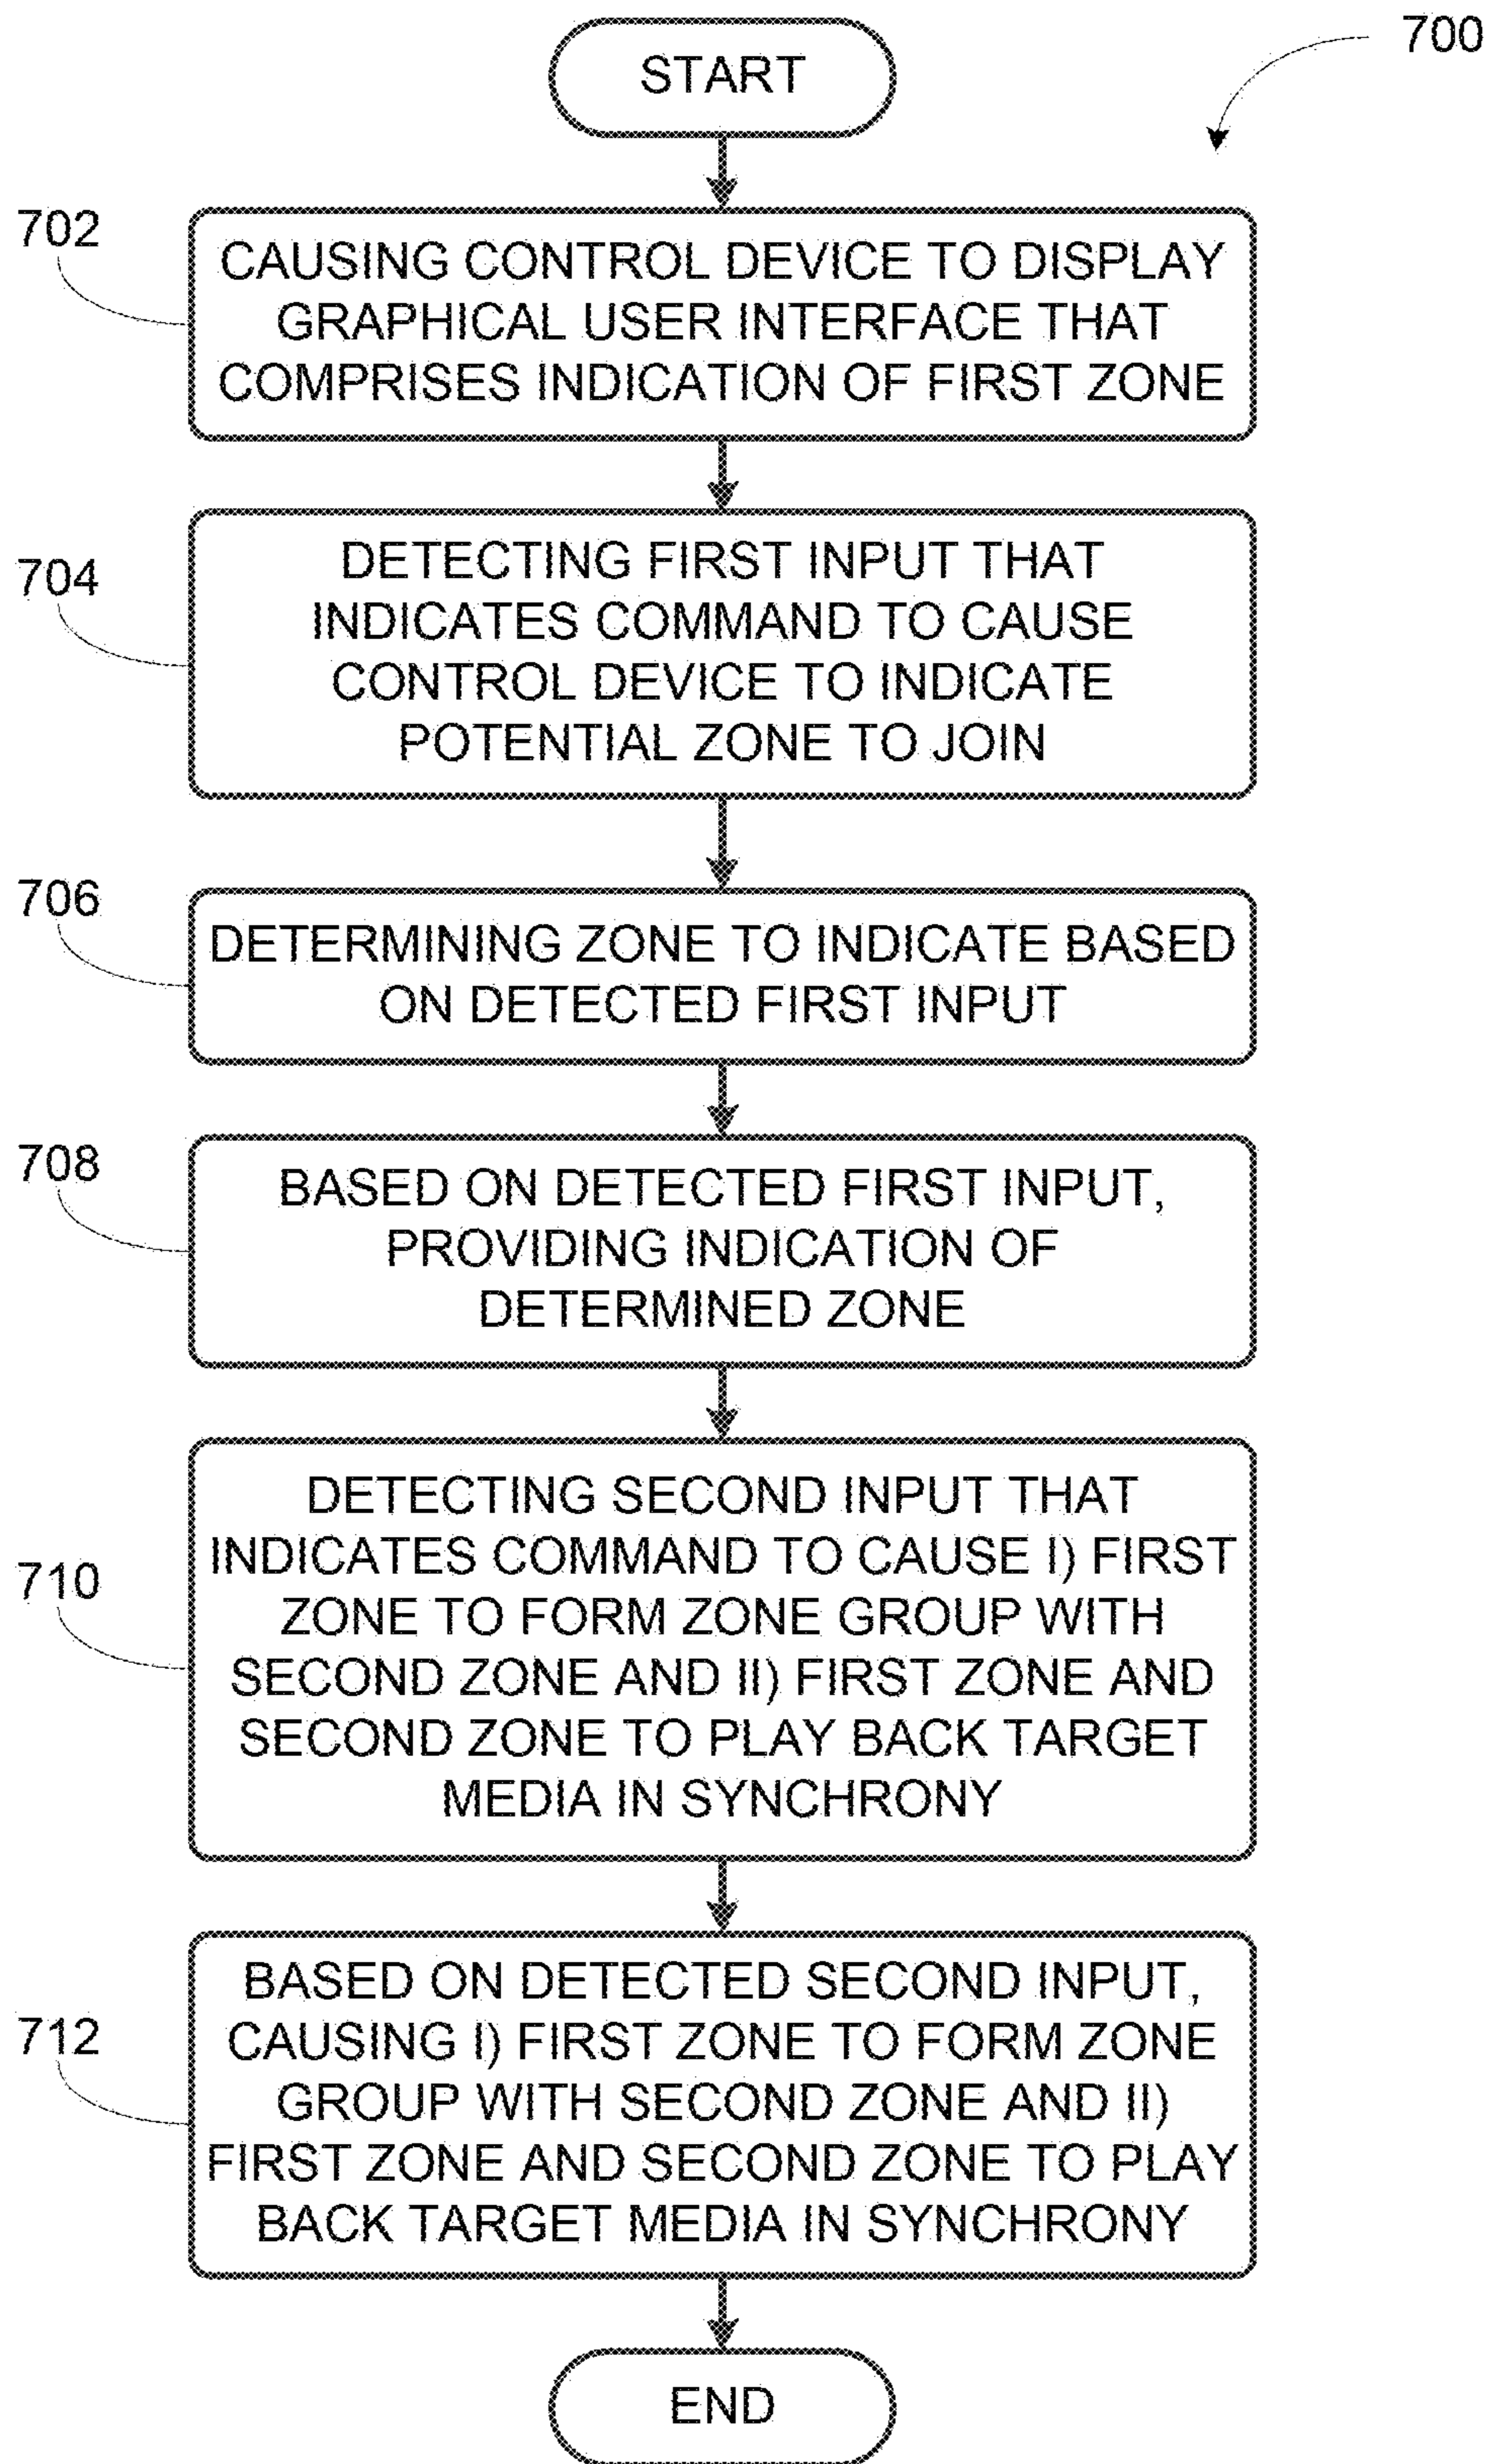 START
700
702
CAUSING CONTROL DEVICE TO DISPLAY
GRAPHICAL USER INTERFACE THAT
COMPRISES INDICATION OF FIRST ZONE
704
DETECTING FIRST INPUT THAT
INDICATES COMMAND TO CAUSE
CONTROL DEVICE TO INDICATE
POTENTIAL ZONE TO JOIN
706
DETERMINING ZONE TO INDICATE BASED
ON DETECTED FIRST INPUT
708
BASED ON DETECTED FIRST INPUT,
PROVIDING INDICATION OF
DETERMINED ZONE
710
DETECTING SECOND INPUT THAT
INDICATES COMMAND TO CAUSE I) FIRST
ZONE TO FORM ZONE GROUP WITH
SECOND ZONE AND II) FIRST ZONE AND
SECOND ZONE TO PLAY BACK TARGET
MEDIA IN SYNCHRONY
712
BASED ON DETECTED SECOND INPUT,
CAUSING I) FIRST ZONE TO FORM ZONE
GROUP WITH SECOND ZONE AND II)
FIRST ZONE AND SECOND ZONE TO PLAY
BACK TARGET MEDIA IN SYNCHRONY
END